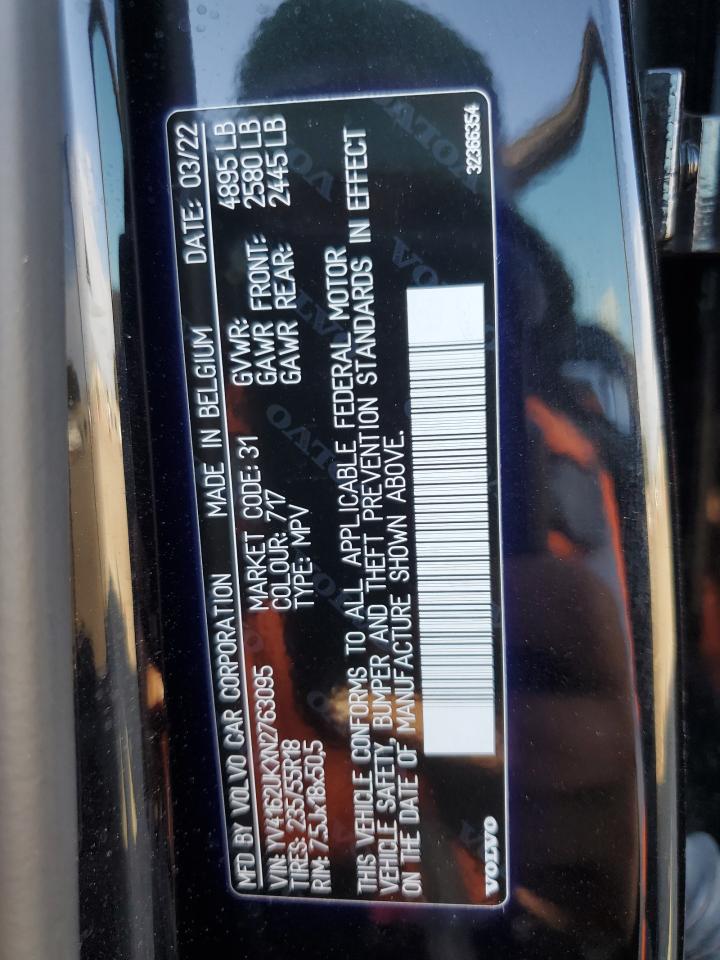 MFD BY VOLVO CAR CORPORATION MADE IN BELGIUM DATE: 03/22
VIN: YV4162UKXN2763095 MARKET CODE: 31 GVWR: 4895 LB
TIRES: 235/55R18 COLOUR: 717 GAWR FRONT: 2580 LB
RIM: 7.5Jx18x50,5 TYPE: MPV GAWR REAR: 2445 LB
THIS VEHICLE CONFORMS TO ALL APPLICABLE FEDERAL MOTOR
VEHICLE SAFETY, BUMPER AND THEFT PREVENTION STANDARDS IN EFFECT
ON THE DATE OF MANUFACTURE SHOWN ABOVE.
VOLVO 32366354